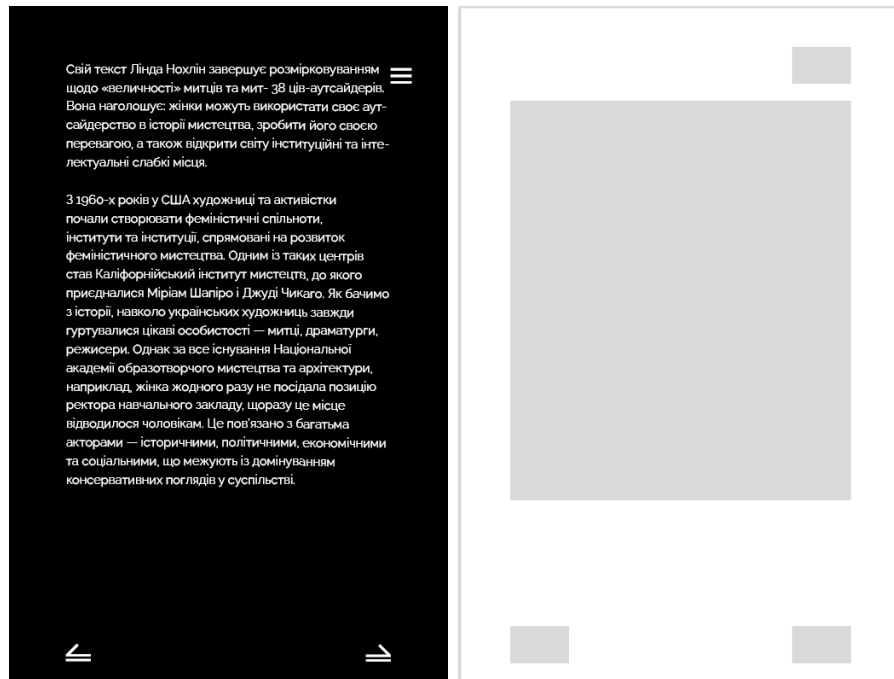 Свій текст Лінда Нохлін завершує розмірковуванням
щодо «величності» митців та мит- 38 ців-аутсайдерів.
Вона наголошує: жінки можуть використати своє аут-
сайдерство в історії мистецтва, зробити його своєю
перевагою, а також відкрити світу інституційні та інте-
лектуальні слабкі місця.
З 1960-х років у США художниці та активістки
почали створювати феміністичні спільноти,
інститути та інституції, спрямовані на розвиток
феміністичного мистецтва. Одним із таких центрів
став Каліфорнійський інститут мистецтв, до якого
приєдналися Міріам Шапіро і Джуді Чикаго. Як бачимо
з історії, навколо українських художниць завжди
гуртувалися цікаві особистості — митці, драматурги,
режисери. Однак за все існування Національної
академії образотворчого мистецтва та архітектури,
наприклад, жінка жодного разу не посідала позицію
ректора навчального закладу, щоразу це місце
відводилося чоловікам. Це пов'язано з багатьма
акторами — історичними, політичними, економічними
та соціальними, що межують із домінуванням
консервативних поглядів у суспільстві.